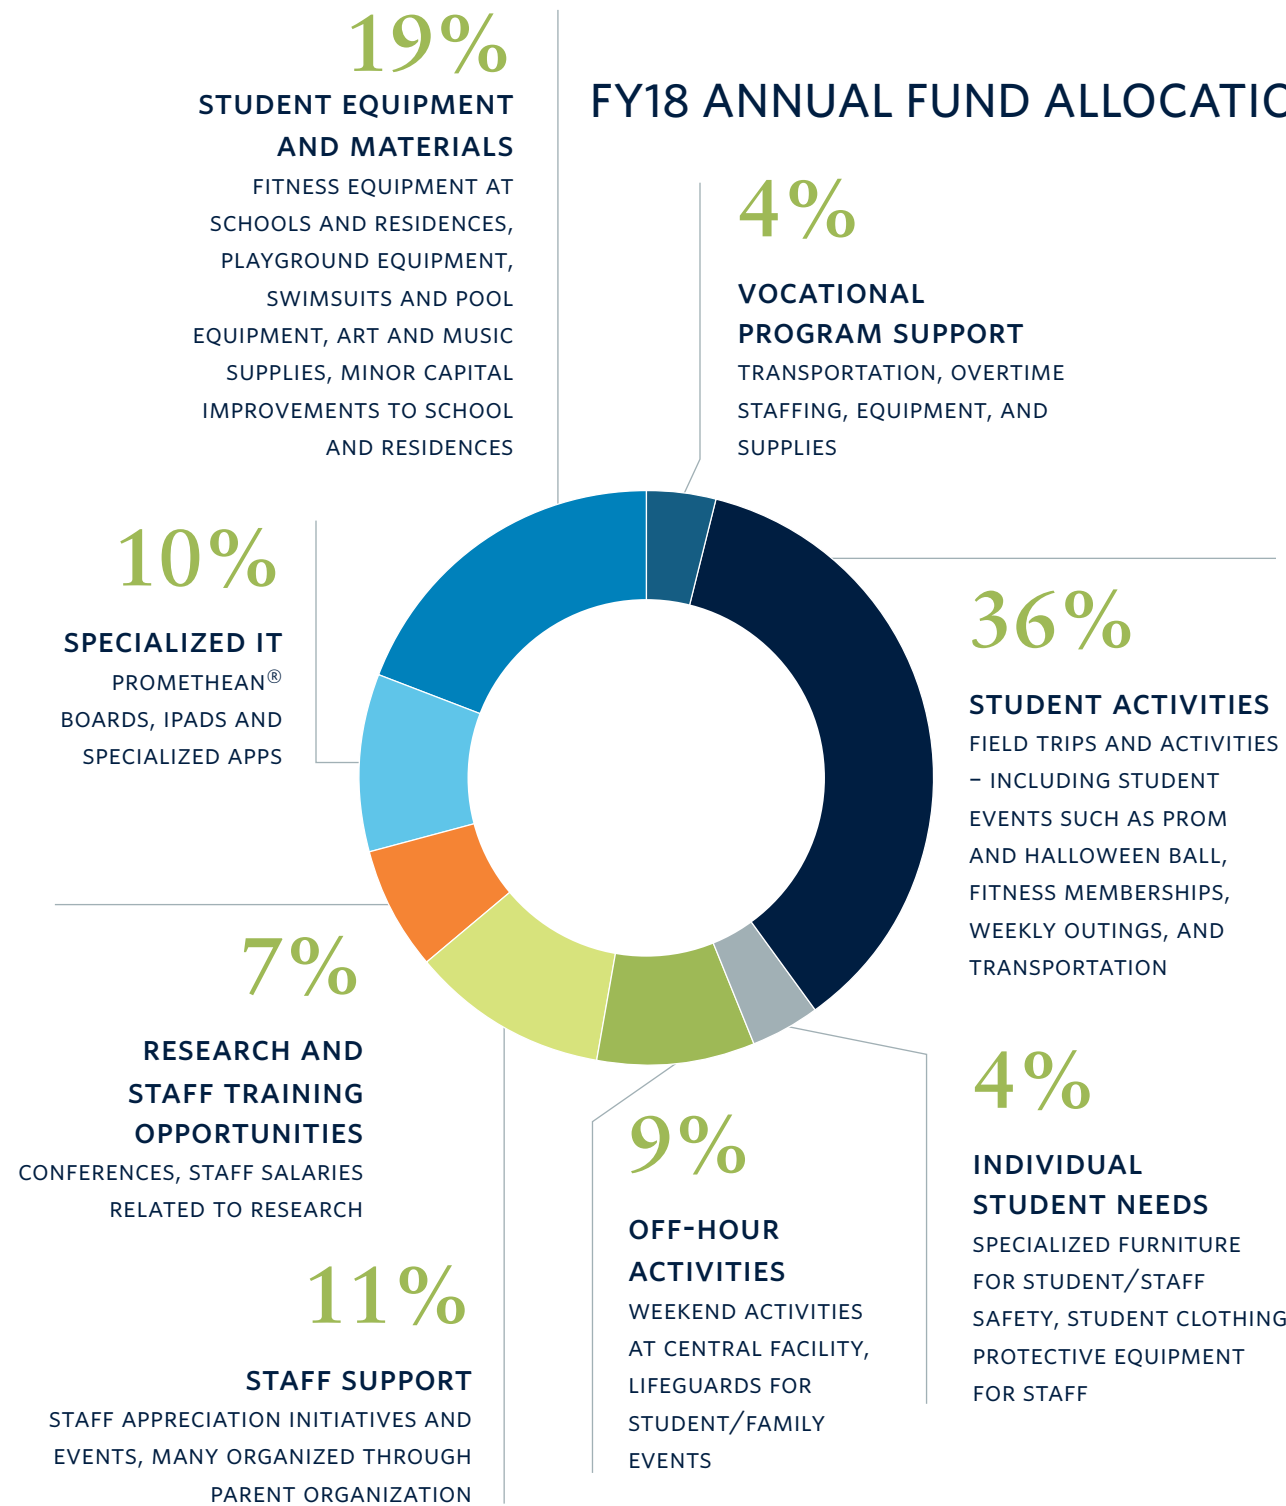 FY18 ANNUAL FUND ALLOCATIO
19%
STUDENT EQUIPMENT
AND MATERIALS
FITNESS EQUIPMENT AT
SCHOOLS AND RESIDENCES,
PLAYGROUND EQUIPMENT,
SWIMSUITS AND POOL
EQUIPMENT, ART AND MUSIC
SUPPLIES, MINOR CAPITAL
IMPROVEMENTS TO SCHOOL
AND RESIDENCES
4%
VOCATIONAL
PROGRAM SUPPORT
TRANSPORTATION, OVERTIME
STAFFING, EQUIPMENT, AND
SUPPLIES
10%
SPECIALIZED IT
PROMETHEAN®
BOARDS, IPADS AND
SPECIALIZED APPS
36%
STUDENT ACTIVITIES
FIELD TRIPS AND ACTIVITIES
– INCLUDING STUDENT
EVENTS SUCH AS PROM
AND HALLOWEEN BALL,
FITNESS MEMBERSHIPS,
WEEKLY OUTINGS, AND
TRANSPORTATION
7%
RESEARCH AND
STAFF TRAINING
OPPORTUNITIES
CONFERENCES, STAFF SALARIES
RELATED TO RESEARCH
11%
STAFF SUPPORT
STAFF APPRECIATION INITIATIVES AND
EVENTS, MANY ORGANIZED THROUGH
PARENT ORGANIZATION
9%
OFF-HOUR
ACTIVITIES
WEEKEND ACTIVITIES
AT CENTRAL FACILITY,
LIFEGUARDS FOR
STUDENT/FAMILY
EVENTS
4%
INDIVIDUAL
STUDENT NEEDS
SPECIALIZED FURNITURE
FOR STUDENT/STAFF
SAFETY, STUDENT CLOTHING
PROTECTIVE EQUIPMENT
FOR STAFF